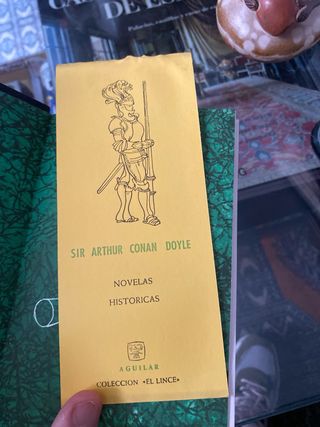 SIR ARTHUR CONAN DOYLE
NOVELAS
HISTORICAS
AGUILAR
COLECCION «EL LINCE»